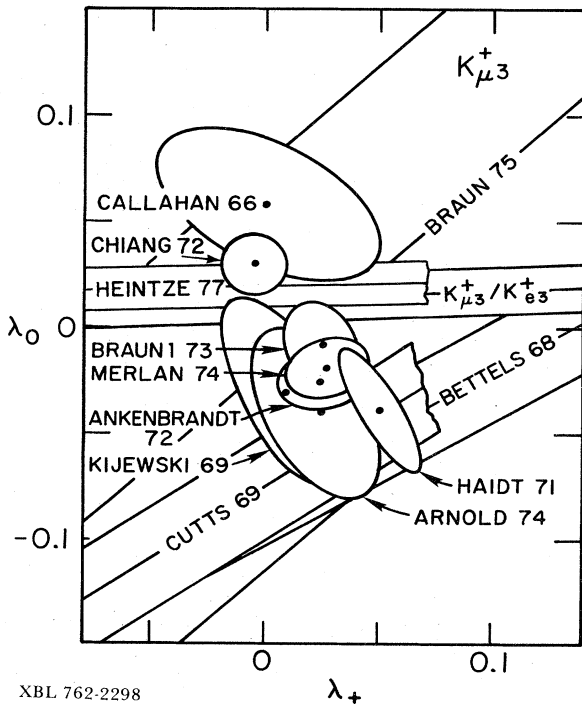 K⁺μ3
0.1
BRAUN 75
CALLAHAN 66
CHIANG 72
HEINTZE 77
K⁺μ3/K⁺e3
λ₀
0
BRAUN 1 73
MERLAN 74
BETTELS 68
ANKENBRANDT
72
KIJEWSKI 69
HAIDT 71
CUTTS 69
ARNOLD 74
-0.1
0
0.1
λ₊
XBL 762-2298